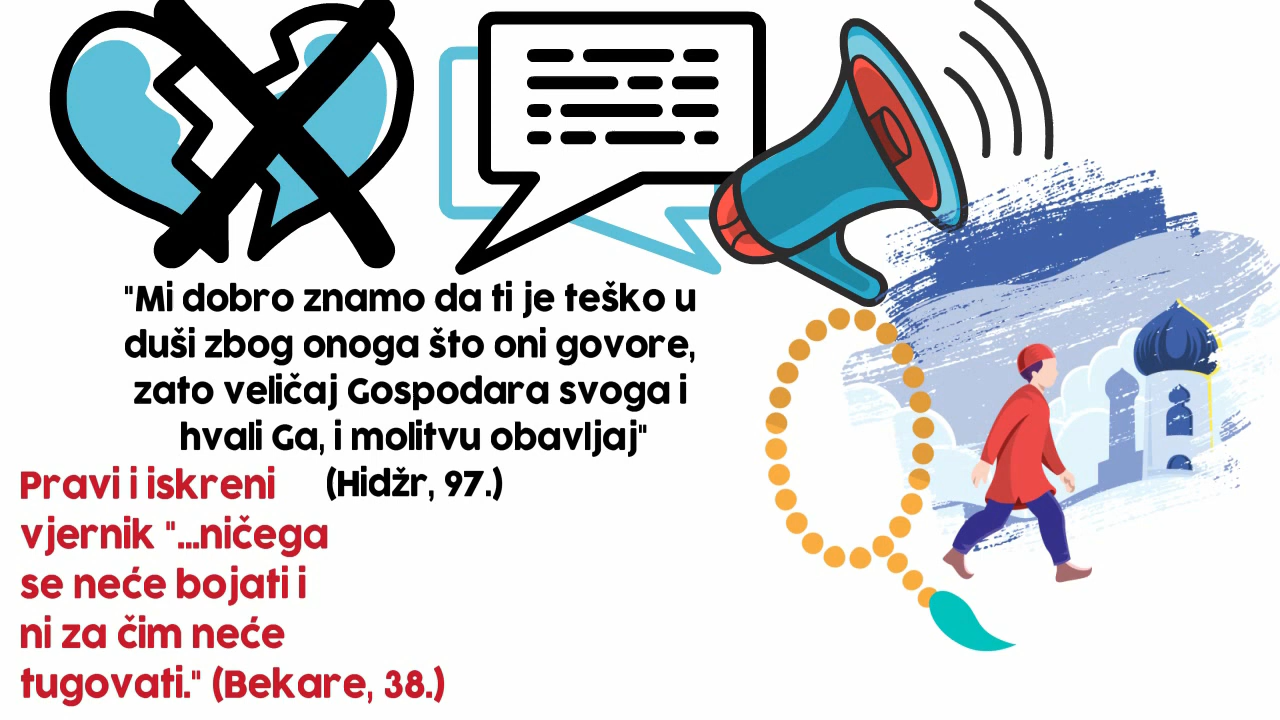 "Mi dobro znamo da ti je teško u
duši zbog onoga što oni govore,
zato veličaj Gospodara svoga i
hvali Ga, i molitvu obavljaj"
(Hidžr, 97.)
Pravi i iskreni
vjernik "...ničega
se neće bojati i
ni za čim neće
tugovati." (Bekare, 38.)